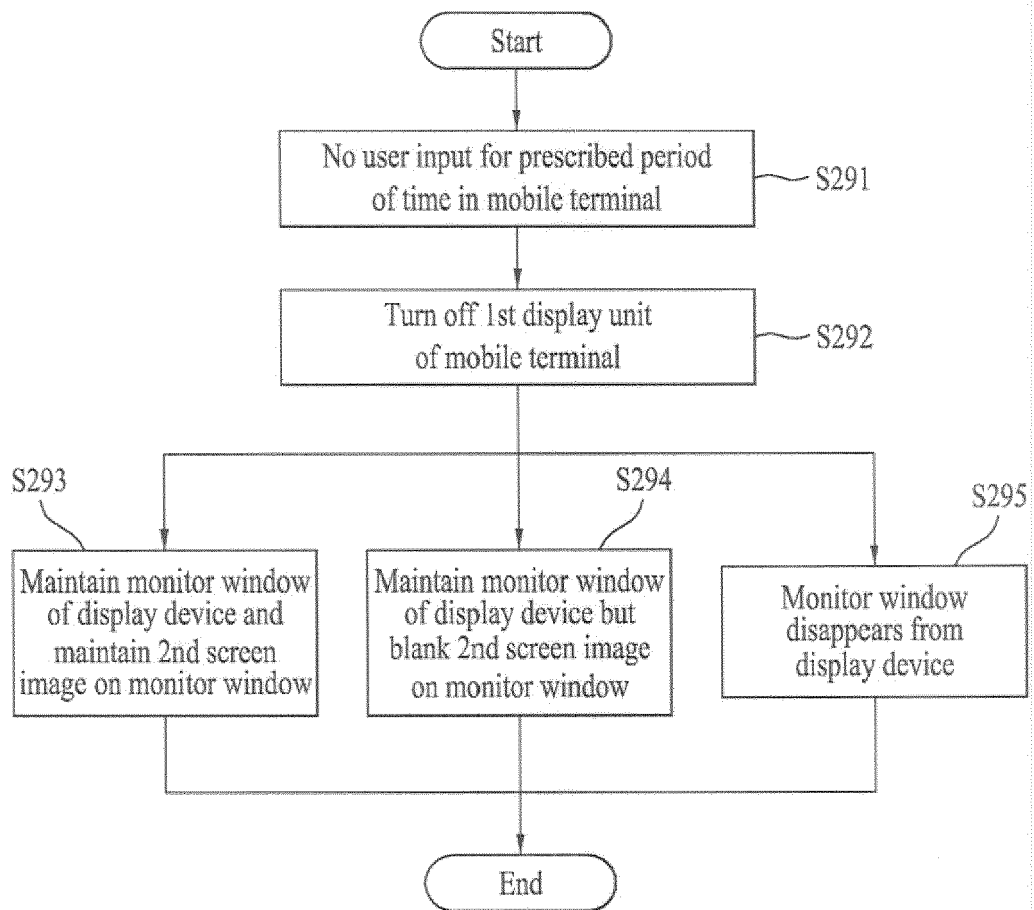 Start
No user input for prescribed period
of time in mobile terminal
S291
Turn off 1st display unit
of mobile terminal
S292
S293
Maintain monitor window
of display device and
maintain 2nd screen
image on monitor window
S294
Maintain monitor window
of display device but
blank 2nd screen image
on monitor window
S295
Monitor window
disappears from
display device
End